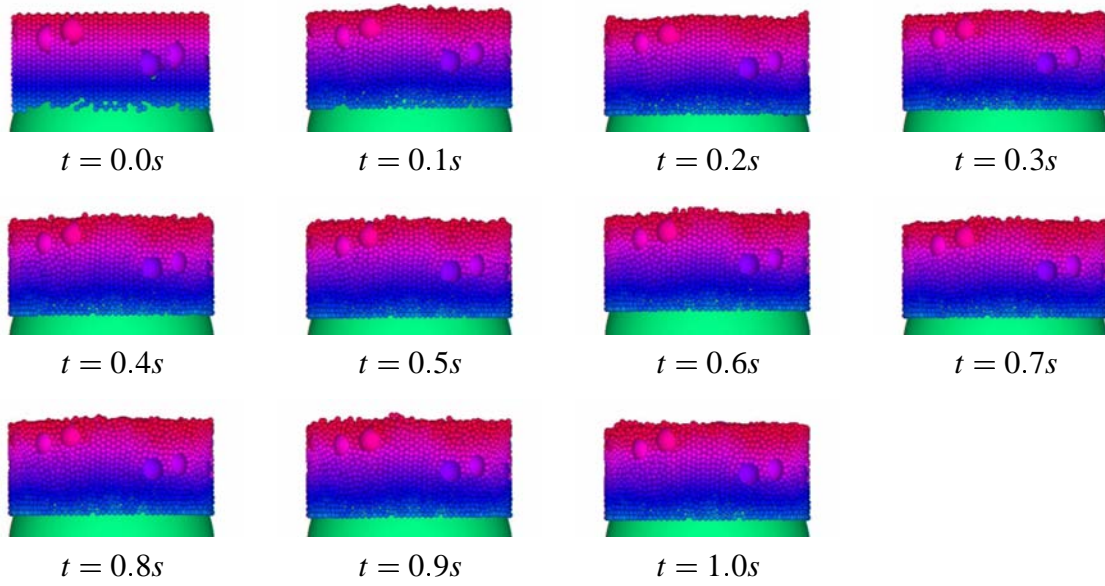 t = 0.0s
t = 0.1s
t = 0.2s
t = 0.3s
t = 0.4s
t = 0.5s
t = 0.6s
t = 0.7s
t = 0.8s
t = 0.9s
t = 1.0s